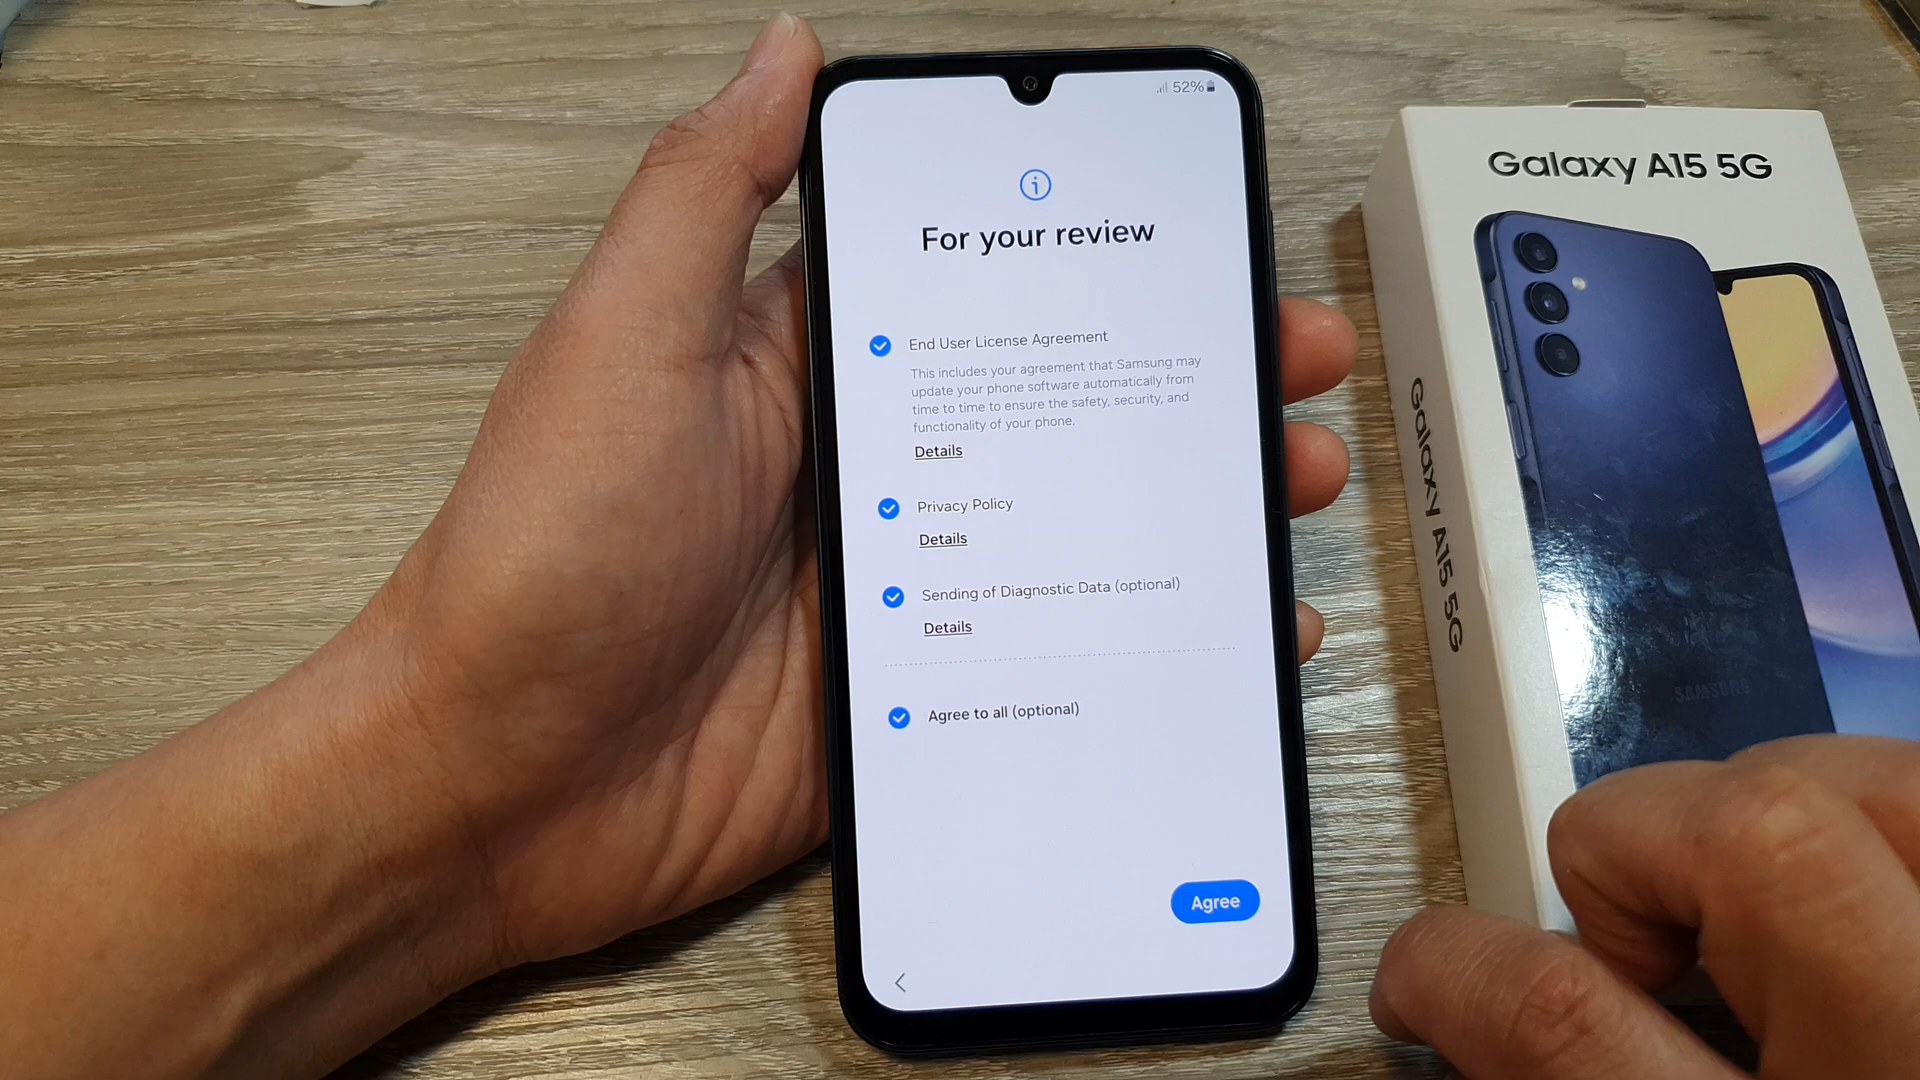 52%
For your review
End User License Agreement
This includes your agreement that Samsung may
update your phone software automatically from
time to time to ensure the safety, security, and
functionality of your phone.
Details
Privacy Policy
Details
Sending of Diagnostic Data (optional)
Details
Agree to all (optional)
Agree
Galaxy A15 5G
Galaxy A15 5G
SAMSUNG